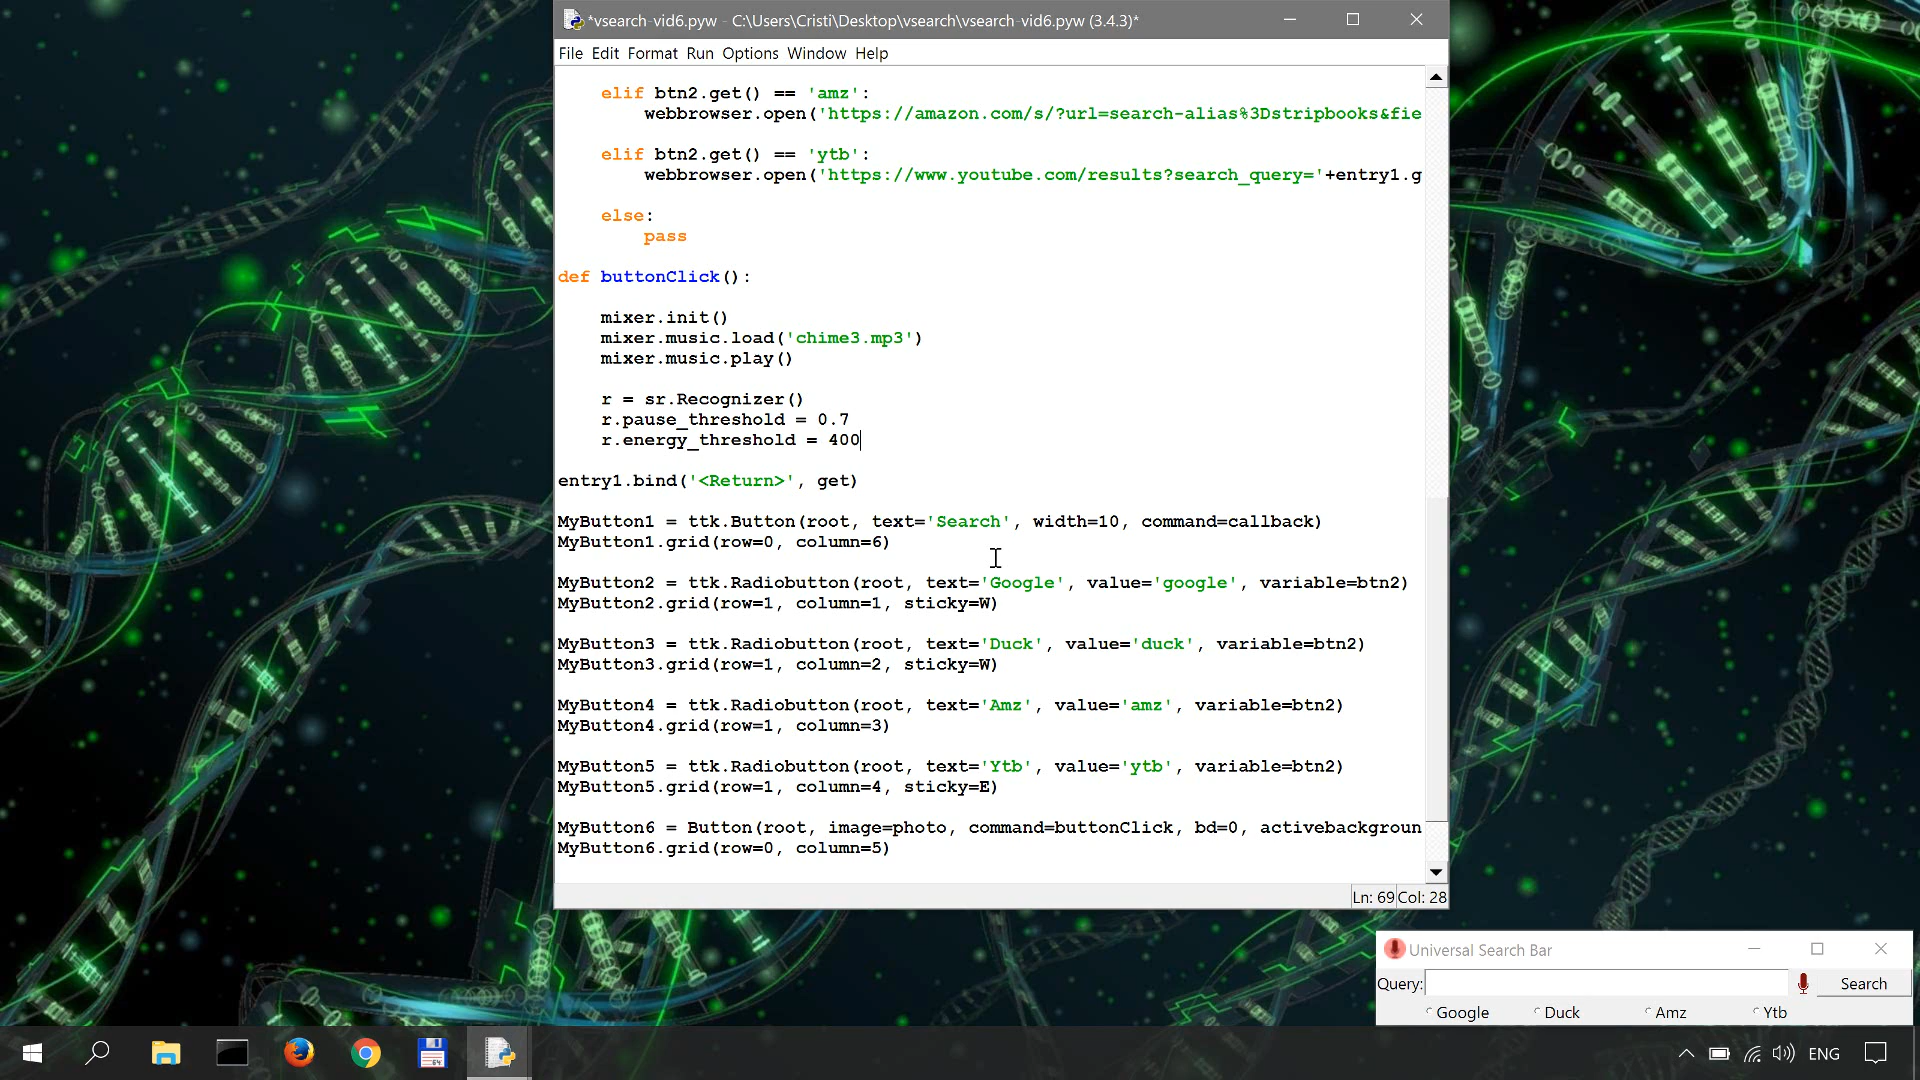 *vsearch-vid6.pyw - C:\Users\Cristi\Desktop\vsearch\vsearch-vid6.pyw (3.4.3)*
File Edit Format Run Options Window Help
elif btn2.get() == 'amz':
webbrowser.open('https://amazon.com/s/?url=search-alias%3Dstripbooks&fie
elif btn2.get() == 'ytb':
webbrowser.open('https://www.youtube.com/results?search_query='+entry1.g
else:
pass
def buttonClick():
mixer.init()
mixer.music.load('chime3.mp3')
mixer.music.play()
r = sr.Recognizer()
r.pause_threshold = 0.7
r.energy_threshold = 400
entry1.bind('<Return>', get)
MyButton1 = ttk.Button(root, text='Search', width=10, command=callback)
MyButton1.grid(row=0, column=6)
MyButton2 = ttk.Radiobutton(root, text='Google', value='google', variable=btn2)
MyButton2.grid(row=1, column=1, sticky=W)
MyButton3 = ttk.Radiobutton(root, text='Duck', value='duck', variable=btn2)
MyButton3.grid(row=1, column=2, sticky=W)
MyButton4 = ttk.Radiobutton(root, text='Amz', value='amz', variable=btn2)
MyButton4.grid(row=1, column=3)
MyButton5 = ttk.Radiobutton(root, text='Ytb', value='ytb', variable=btn2)
MyButton5.grid(row=1, column=4, sticky=E)
MyButton6 = Button(root, image=photo, command=buttonClick, bd=0, activebackgroun
MyButton6.grid(row=0, column=5)
Ln: 69 Col: 28
Universal Search Bar
Query: Search
Google Duck Amz Ytb
64
ENG